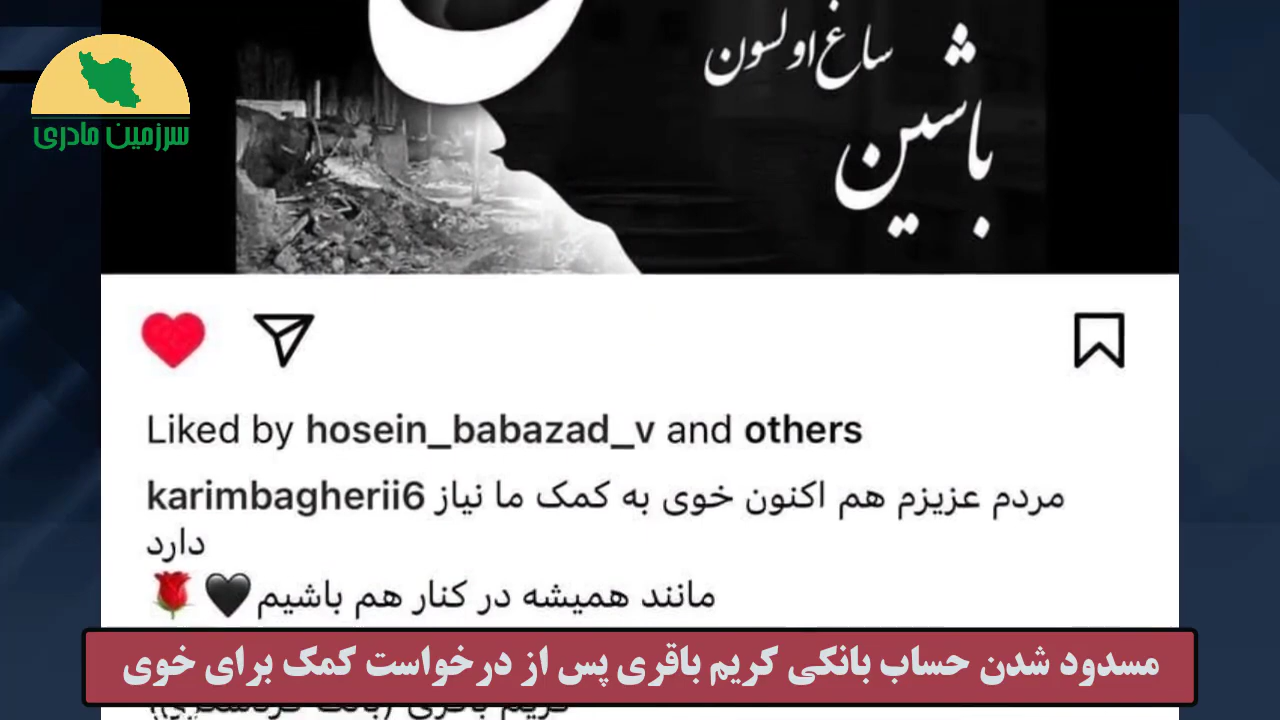 ساغ اولسون
باشین
سرزمین مادری
Liked by hosein_babazad_v and others
karimbagherii6 مردم عزیزم هم اکنون خوی به کمک ما نیاز
دارد
مانند همیشه در کنار هم باشیم🖤🌹
مسدود شدن حساب بانکی کریم باقری پس از درخواست کمک برای خوی